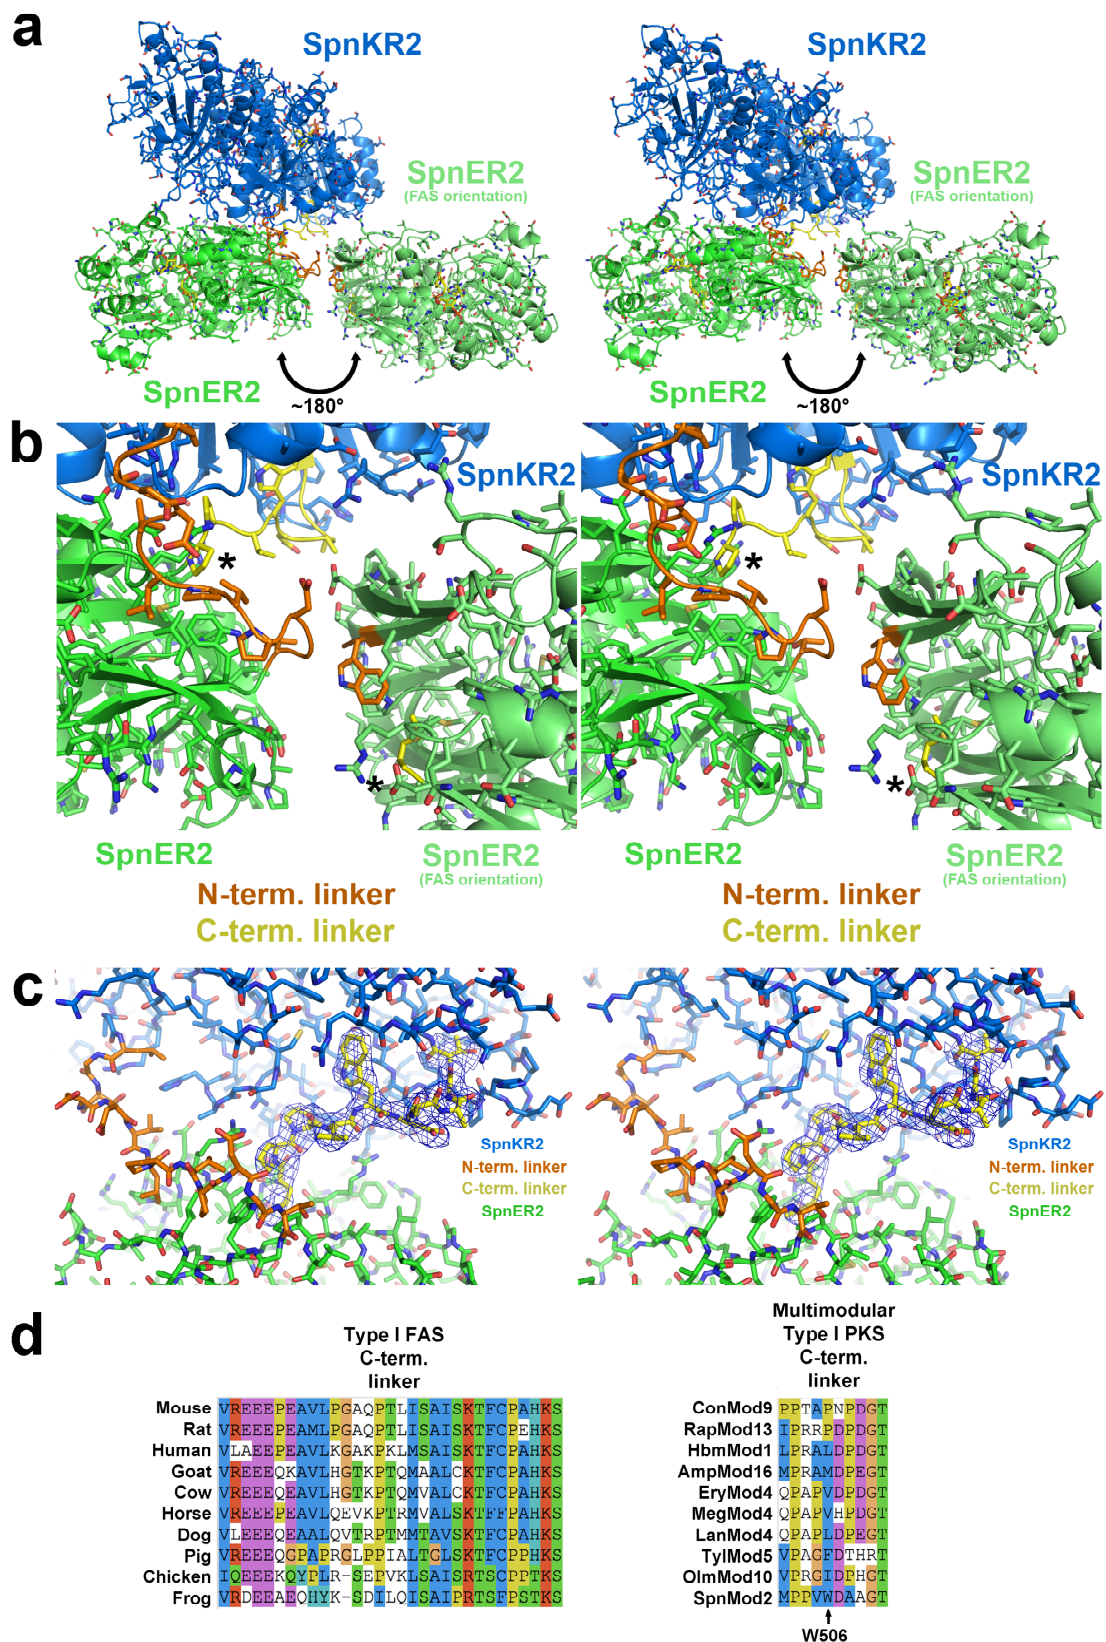 a
SpnKR2
SpnKR2
SpnER2
(FAS orientation)
SpnER2
(FAS orientation)
SpnER2
~180°
SpnER2
~180°
b
SpnKR2
SpnKR2
*
*
*
*
SpnER2
SpnER2
(FAS orientation)
SpnER2
SpnER2
(FAS orientation)
N-term. linker
C-term. linker
N-term. linker
C-term. linker
c
SpnKR2
N-term. linker
C-term. linker
SpnER2
SpnKR2
N-term. linker
C-term. linker
SpnER2
d
Type I FAS
C-term.
linker
Mouse VREEEPEAVLPGAQPTLISAISKTFCPAHKS
Rat VREEEPEAMLPGAQPTLISAISKTFCPEHKS
Human VLAEEPEAVLKGAKPKLMSAISKTFCPAHKS
Goat VREEEQKAVLHGTKPTQMAALCKTFCPAHKS
Cow VREEEQEAVLHGTKPTQMVALCKTFCPAHKS
Horse VREEEPEAVLQEVKPTRMVALSKTFFPAHKS
Dog VLEEEQEAALQVTRPTMMTAVSKTFCPAHKS
Pig VREEEQGPAPRGLPPIALTGLSKTFCPPHKS
Chicken IQEEEKQYPLR-SEPVKLSAISRTSCPPTKS
Frog VRDEEAEQHYK-SDILQISAIPRTSFPSTKS
Multimodular
Type I PKS
C-term.
linker
ConMod9 PPTAPNPDGT
RapMod13 IPRRPDPDGT
HbmMod1 LPRALDPDGT
AmpMod16 MPRAMDPEGT
EryMod4 QPAPVDPDGT
MegMod4 QPAPVHPDGT
LanMod4 QPAPLDPEGT
TylMod5 VPAGFDTHRT
OlmMod10 VPRGIDPHGT
SpnMod2 MPPVWDAAGT
W506